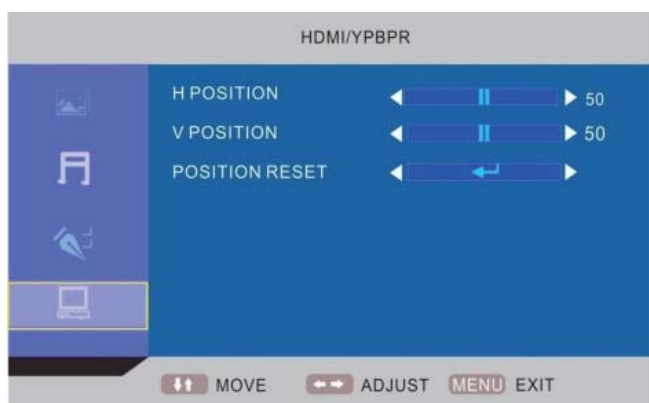 HDMI/YPBPR
H POSITION 50
V POSITION 50
POSITION RESET
MOVE ADJUST MENU EXIT